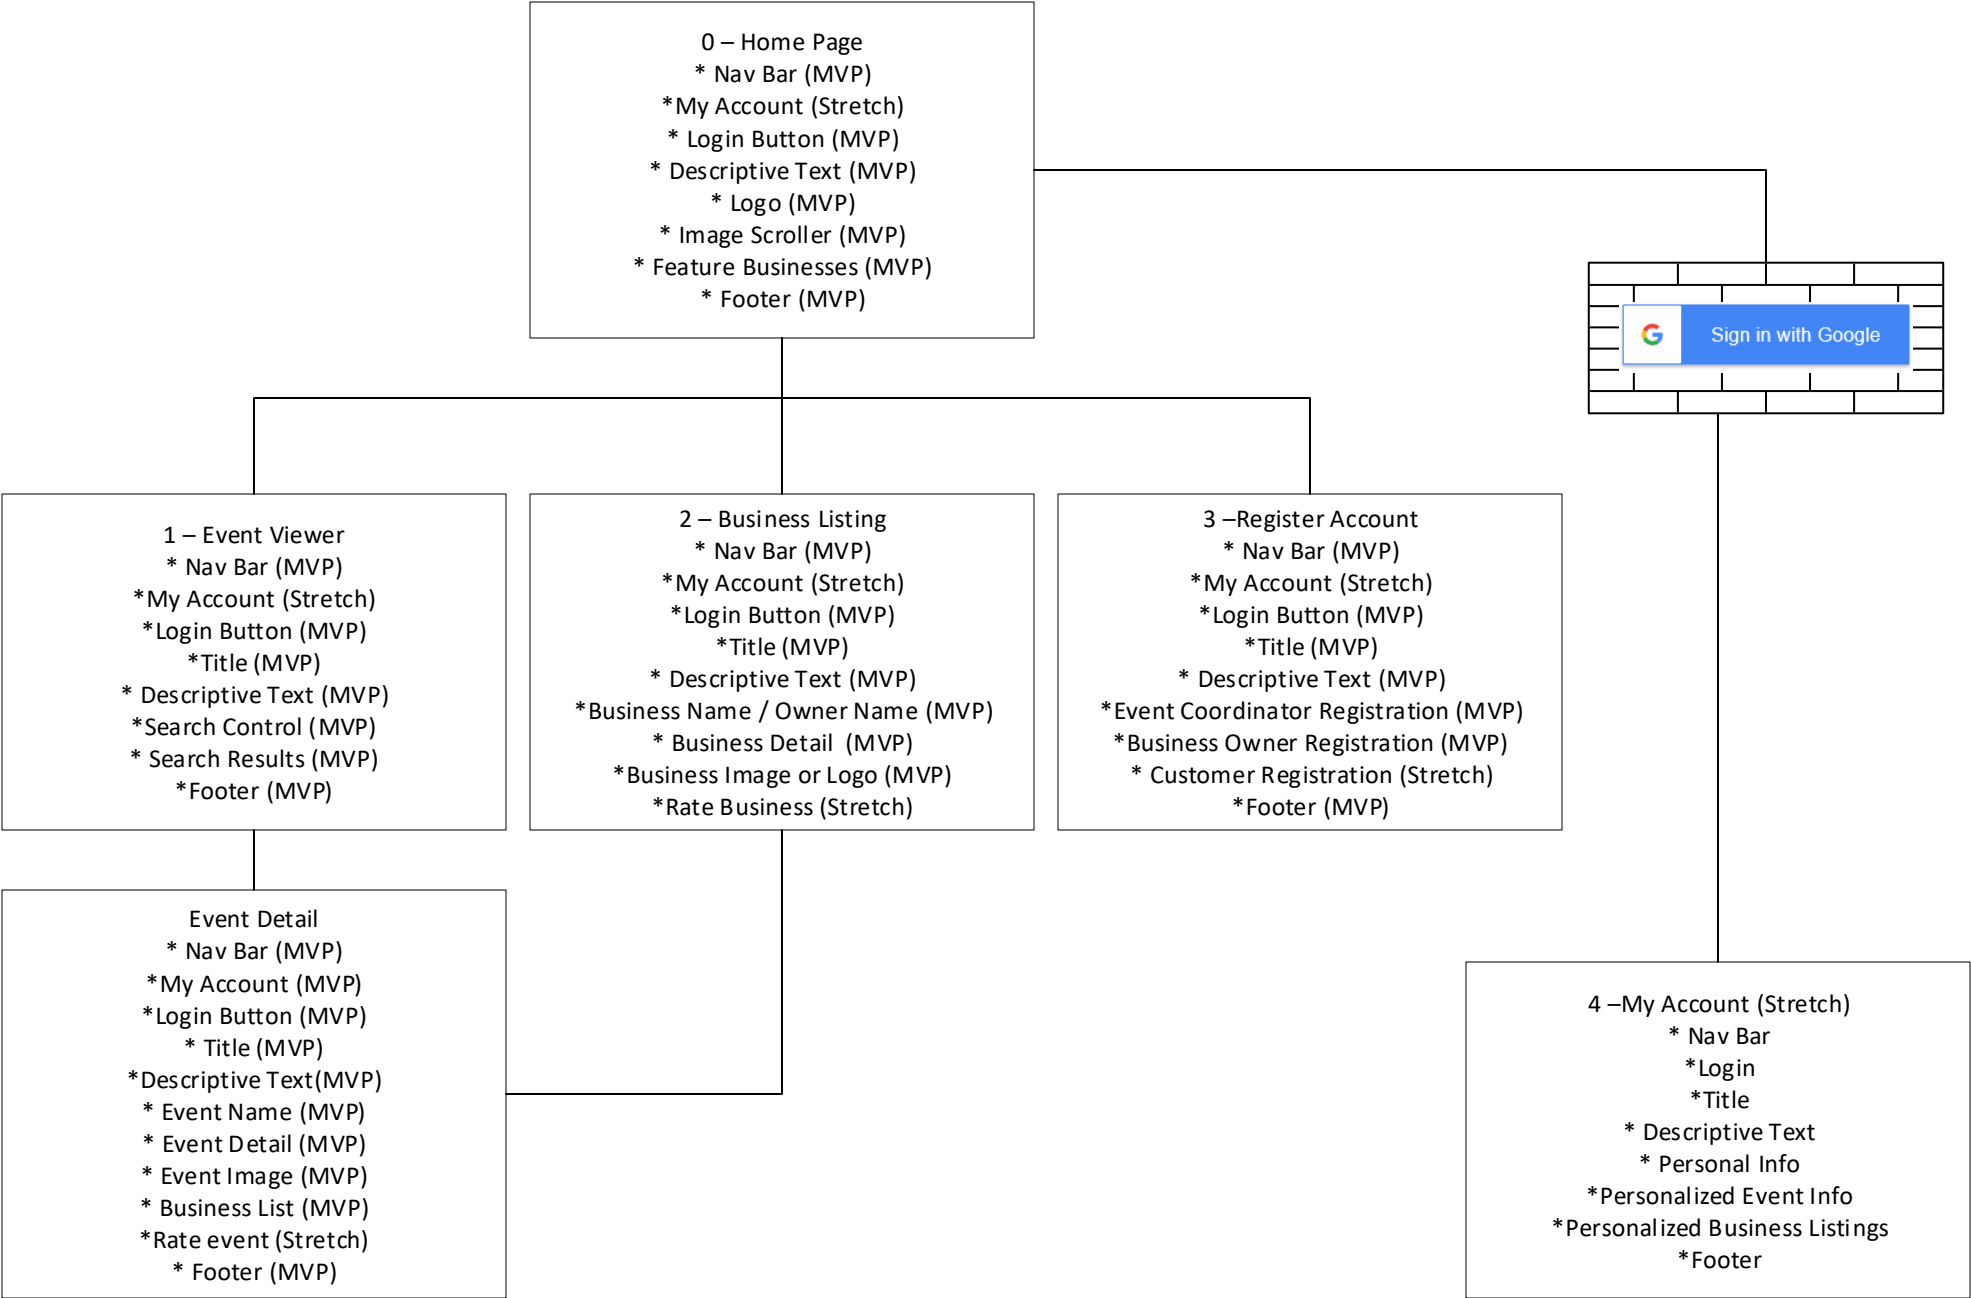 0 – Home Page
* Nav Bar (MVP)
*My Account (Stretch)
* Login Button (MVP)
* Descriptive Text (MVP)
* Logo (MVP)
* Image Scroller (MVP)
* Feature Businesses (MVP)
* Footer (MVP)
Sign in with Google
1 – Event Viewer
* Nav Bar (MVP)
*My Account (Stretch)
*Login Button (MVP)
*Title (MVP)
* Descriptive Text (MVP)
*Search Control (MVP)
* Search Results (MVP)
*Footer (MVP)
2 – Business Listing
* Nav Bar (MVP)
*My Account (Stretch)
*Login Button (MVP)
*Title (MVP)
* Descriptive Text (MVP)
*Business Name / Owner Name (MVP)
* Business Detail  (MVP)
*Business Image or Logo (MVP)
*Rate Business (Stretch)
3 –Register Account
* Nav Bar (MVP)
*My Account (Stretch)
*Login Button (MVP)
*Title (MVP)
* Descriptive Text (MVP)
*Event Coordinator Registration (MVP)
*Business Owner Registration (MVP)
* Customer Registration (Stretch)
*Footer (MVP)
Event Detail
* Nav Bar (MVP)
*My Account (MVP)
*Login Button (MVP)
* Title (MVP)
*Descriptive Text(MVP)
* Event Name (MVP)
* Event Detail (MVP)
* Event Image (MVP)
* Business List (MVP)
*Rate event (Stretch)
* Footer (MVP)
4 –My Account (Stretch)
* Nav Bar
*Login
*Title
* Descriptive Text
* Personal Info
*Personalized Event Info
*Personalized Business Listings
*Footer